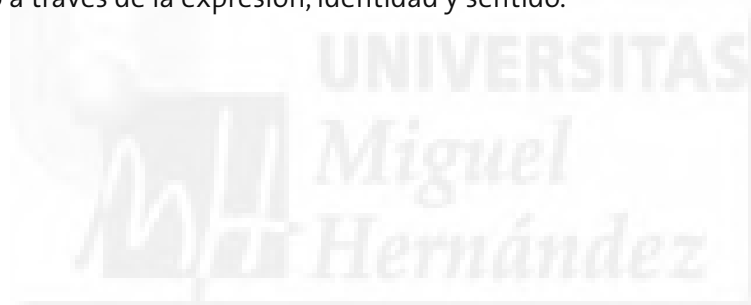 a través de la expresión, identidad y sentido.
UNIVERSITAS
Miguel
Hernández